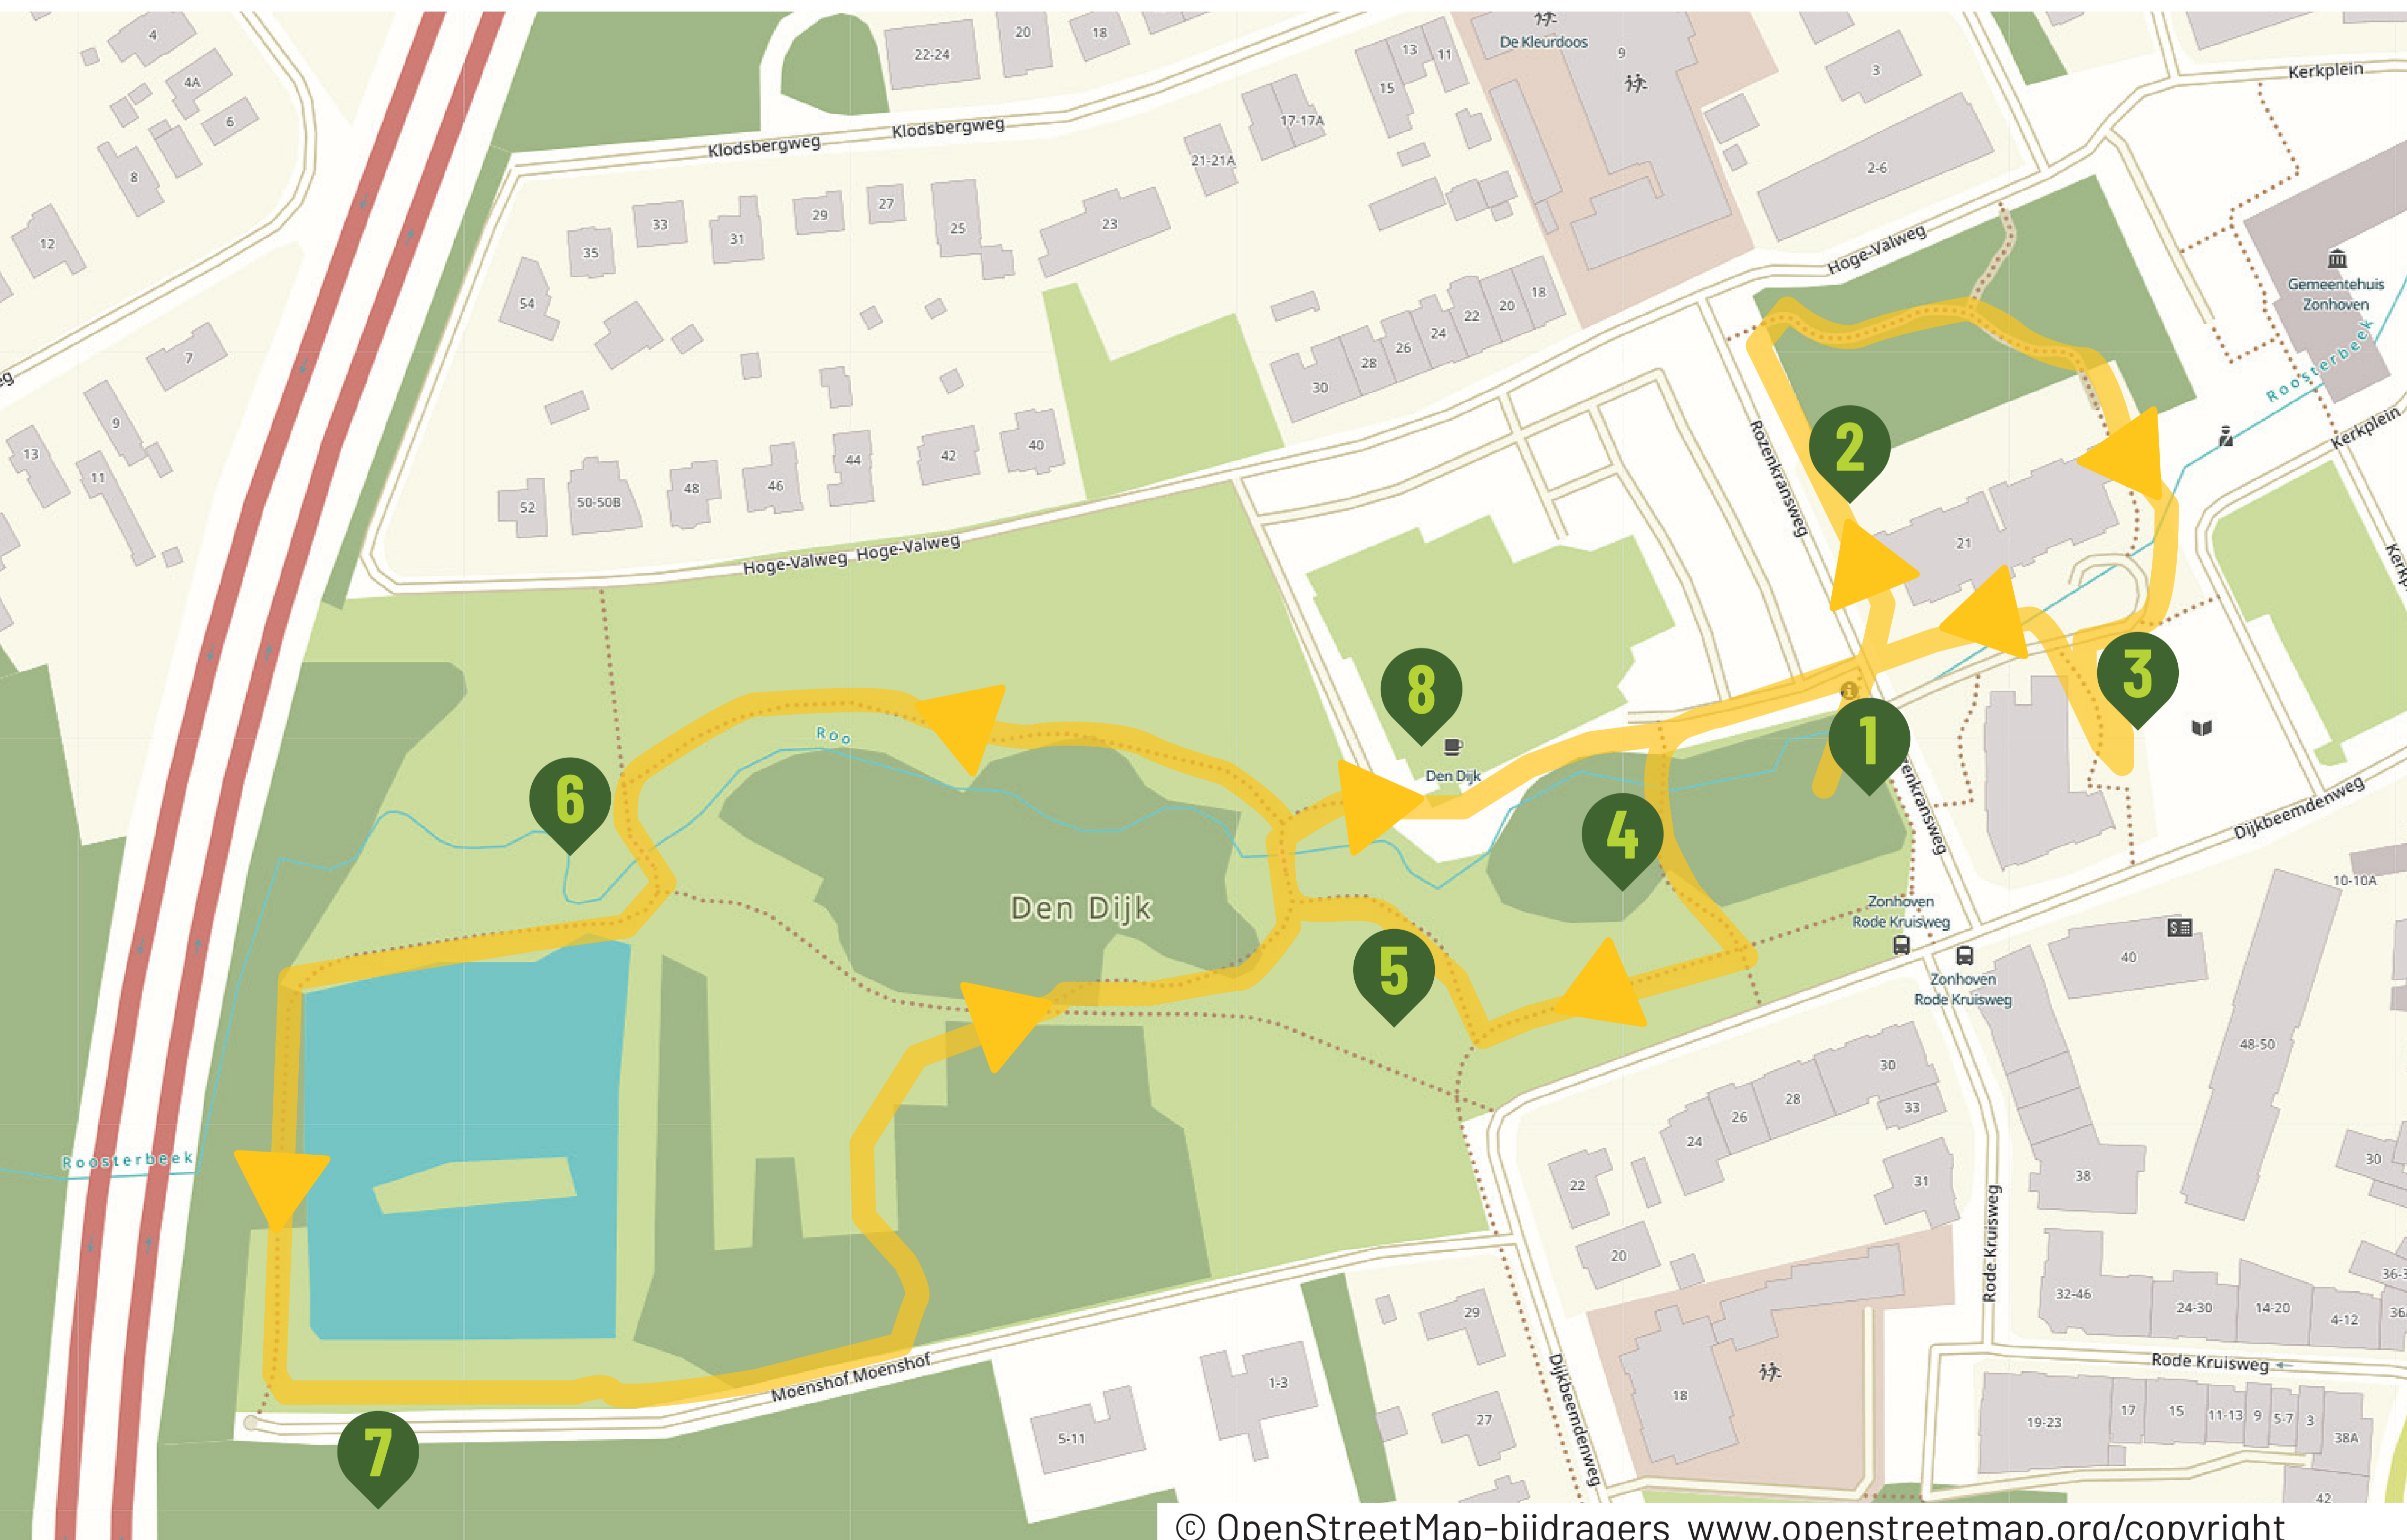 4
4A
6
8
12
7
9
13
11
22-24
20
18
Klodsbergweg
Klodsbergweg
17-17A
21-21A
15
13
11
De Kleurdoos
9
3
2-6
Kerkplein
Gemeentehuis
Zonhoven
Roosterbeek
Kerkplein
Hoge-Valweg
35
33
31
29
27
25
23
54
52
50-50B
48
46
44
42
40
30
28
26
24
22
20
18
Hoge-Valweg
Hoge-Valweg
Rozenkransweg
2
21
3
8
Den Dijk
1
4
5
6
Roo
Den Dijk
Dijkbeemdenweg
10-10A
Zonhoven
Rode Kruisweg
Zonhoven
Rode Kruisweg
40
48-50
30
28
26
24
33
31
22
20
38
30
Roosterbeek
Rode Kruisweg
32-46
24-30
14-20
4-12
Rode Kruisweg
7
Moenshof
Moenshof
5-11
1-3
29
27
Dijkbeemdenweg
18
19-23
17
15
11-13
9
5-7
3
38A
42
© OpenStreetMap-bijdragers www.openstreetmap.org/copyright